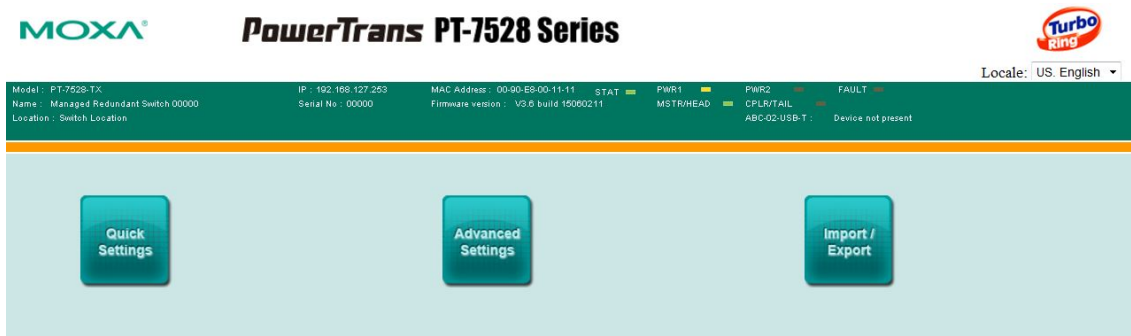 MOXA®
PowerTrans PT-7528 Series
Turbo
Ring
Locale: US. English
Model : PT-7528-TX
IP : 192.168.127.253
MAC Address : 00-90-E8-00-11-11
STAT
PWR1
PWR2
FAULT
Name : Managed Redundant Switch 00000
Serial No : 00000
Firmware version : V3.6 build 15060211
MSTR/HEAD
CPLR/TAIL
Location : Switch Location
ABC-02-USB-T : Device not present
Quick
Settings
Advanced
Settings
Import /
Export